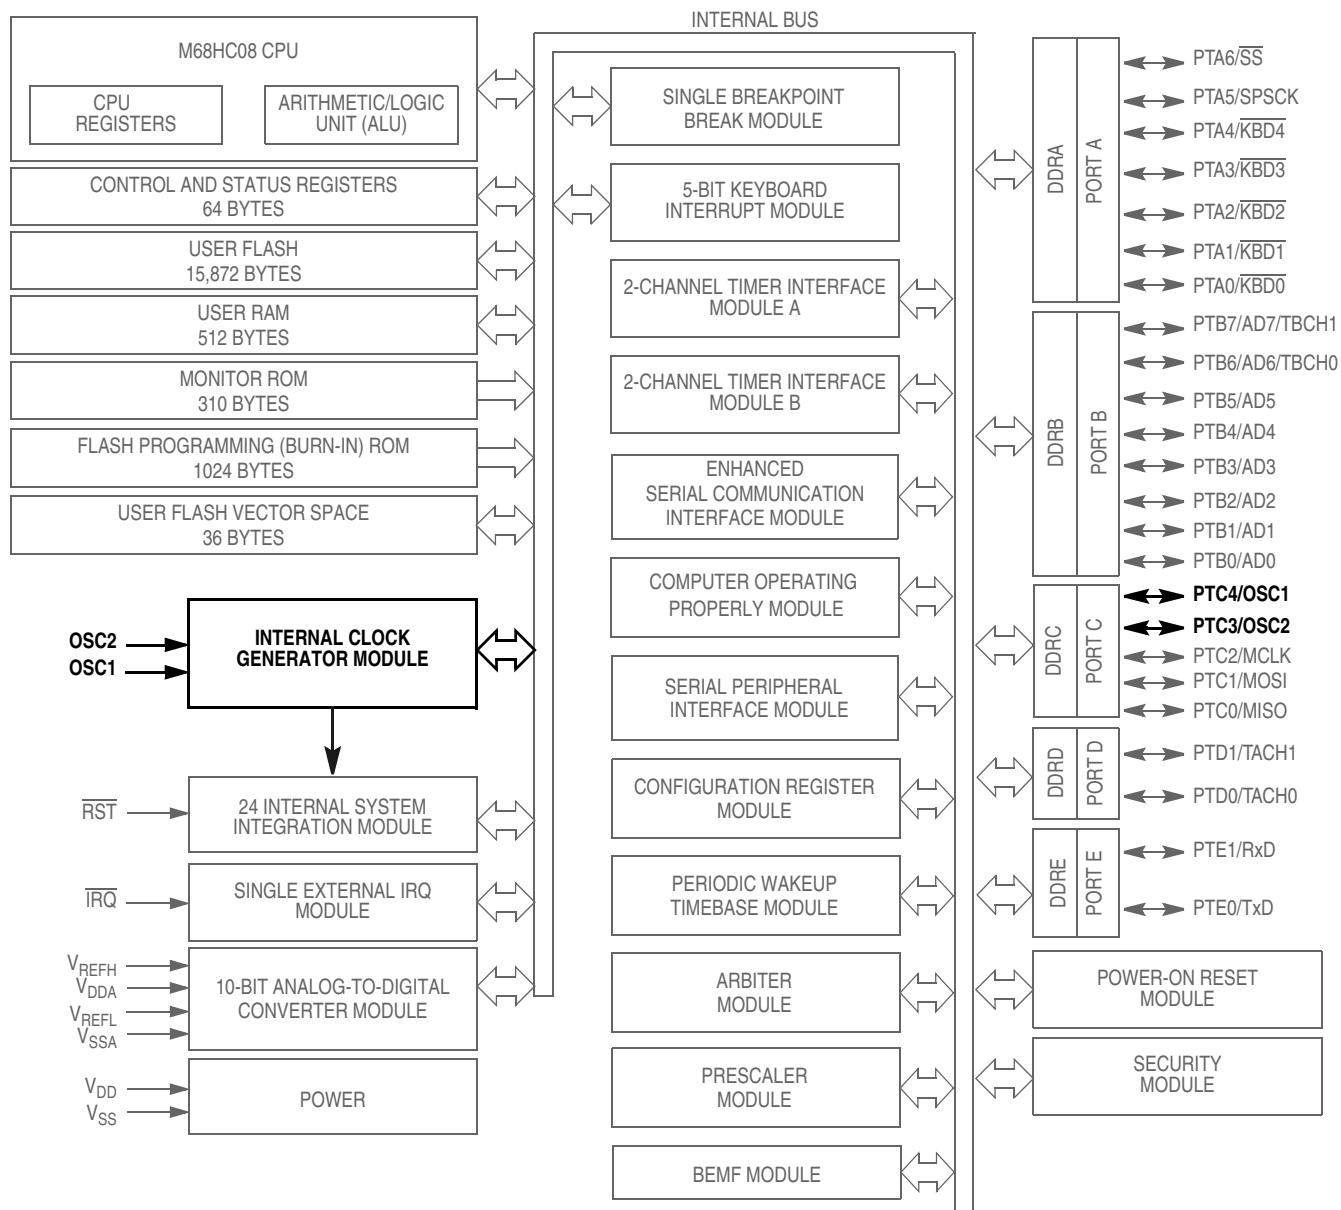 INTERNAL BUS
M68HC08 CPU
CPU
REGISTERS
ARITHMETIC/LOGIC
UNIT (ALU)
CONTROL AND STATUS REGISTERS
64 BYTES
USER FLASH
15,872 BYTES
USER RAM
512 BYTES
MONITOR ROM
310 BYTES
FLASH PROGRAMMING (BURN-IN) ROM
1024 BYTES
USER FLASH VECTOR SPACE
36 BYTES
OSC2
OSC1
INTERNAL CLOCK
GENERATOR MODULE
RST
24 INTERNAL SYSTEM
INTEGRATION MODULE
IRQ
SINGLE EXTERNAL IRQ
MODULE
VREFH
VDDA
VREFL
VSSA
10-BIT ANALOG-TO-DIGITAL
CONVERTER MODULE
VDD
VSS
POWER
SINGLE BREAKPOINT
BREAK MODULE
5-BIT KEYBOARD
INTERRUPT MODULE
2-CHANNEL TIMER INTERFACE
MODULE A
2-CHANNEL TIMER INTERFACE
MODULE B
ENHANCED
SERIAL COMMUNICATION
INTERFACE MODULE
COMPUTER OPERATING
PROPERLY MODULE
SERIAL PERIPHERAL
INTERFACE MODULE
CONFIGURATION REGISTER
MODULE
PERIODIC WAKEUP
TIMEBASE MODULE
ARBITER
MODULE
PRESCALER
MODULE
BEMF MODULE
DDRA
PORT A
PTA6/SS
PTA5/SPSCK
PTA4/KBD4
PTA3/KBD3
PTA2/KBD2
PTA1/KBD1
PTA0/KBD0
DDRB
PORT B
PTB7/AD7/TBCH1
PTB6/AD6/TBCH0
PTB5/AD5
PTB4/AD4
PTB3/AD3
PTB2/AD2
PTB1/AD1
PTB0/AD0
DDRC
PORT C
PTC4/OSC1
PTC3/OSC2
PTC2/MCLK
PTC1/MOSI
PTC0/MISO
DDRD
PORT D
PTD1/TACH1
PTD0/TACH0
DDRE
PORT E
PTE1/RxD
PTE0/TxD
POWER-ON RESET
MODULE
SECURITY
MODULE